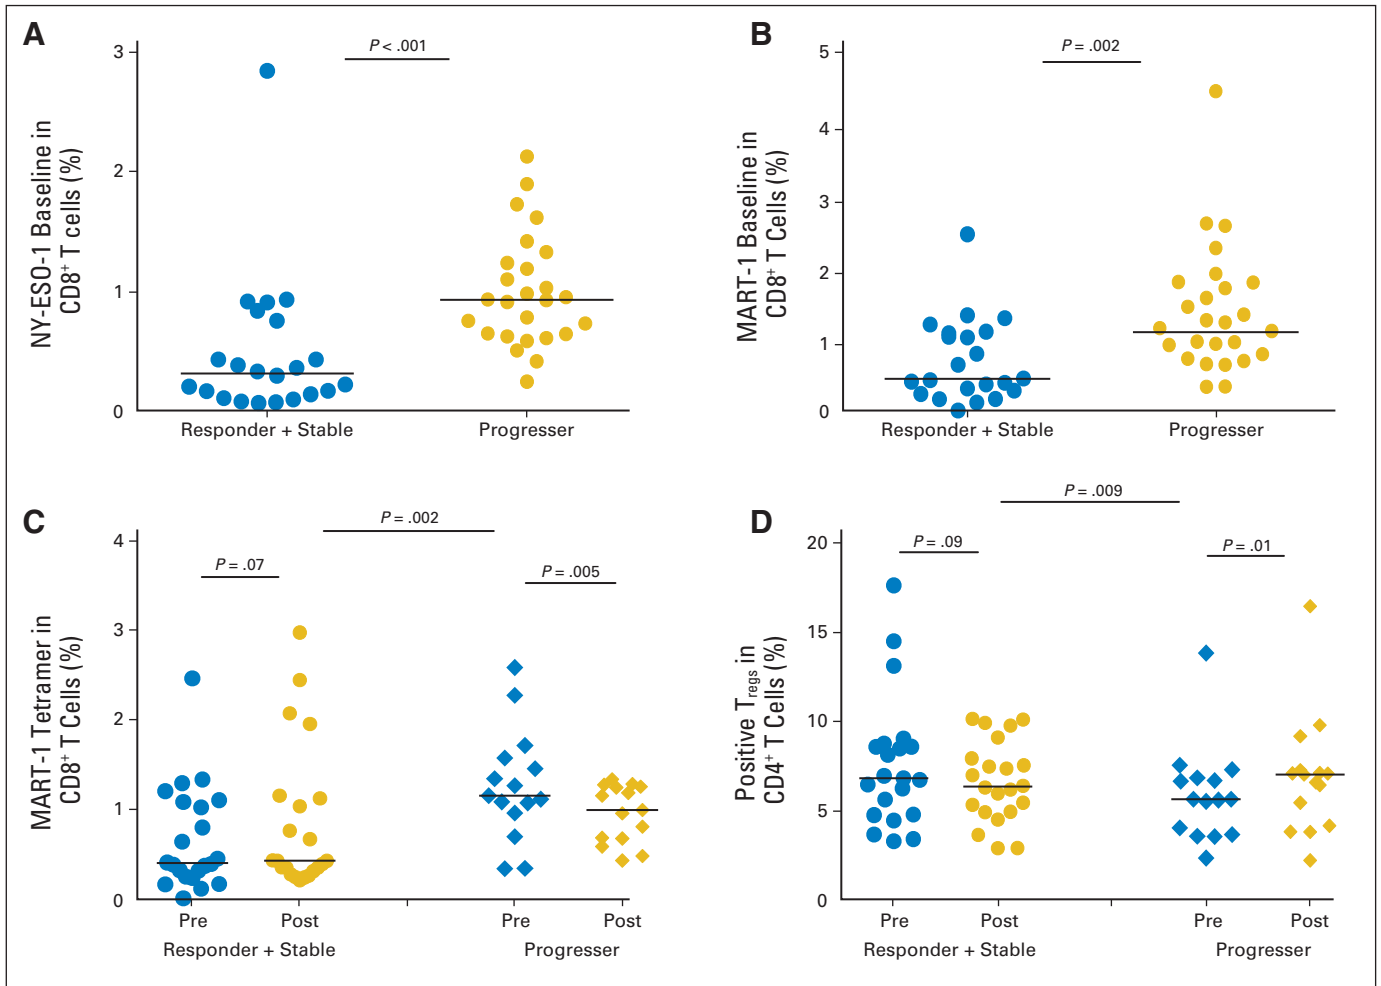 A
NY-ESO-1 Baseline in
CD8+ T cells (%)
3
2
1
0
P < .001
Responder + Stable
Progresser
B
MART-1 Baseline in
CD8+ T Cells (%)
5
4
3
2
1
0
P = .002
Responder + Stable
Progresser
C
MART-1 Tetramer in
CD8+ T Cells (%)
4
3
2
1
0
P = .002
P = .07
P = .005
Pre
Post
Pre
Post
Responder + Stable
Progresser
D
Positive Tregs in
CD4+ T Cells (%)
20
15
10
5
0
P = .009
P = .09
P = .01
Pre
Post
Pre
Post
Responder + Stable
Progresser